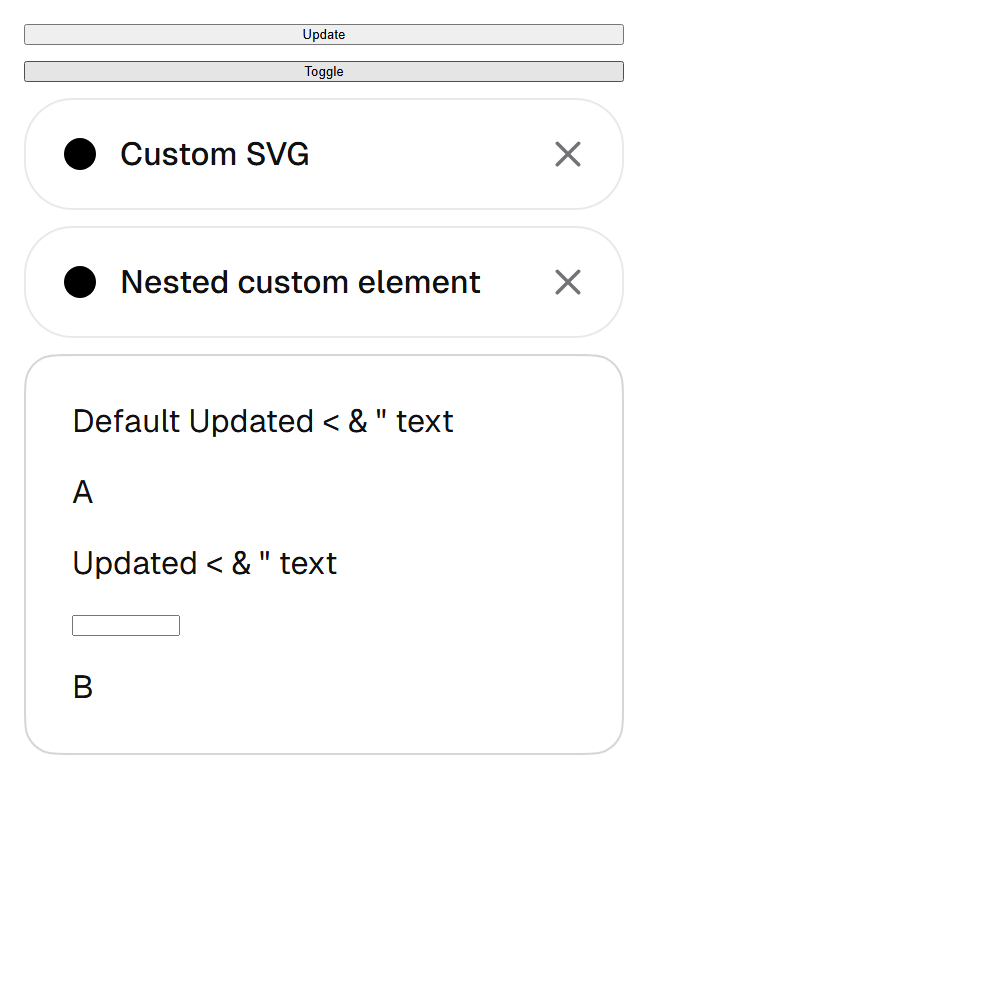 Update
Toggle
Custom SVG
Nested custom element
Default Updated < & " text
A
Updated < & " text
B